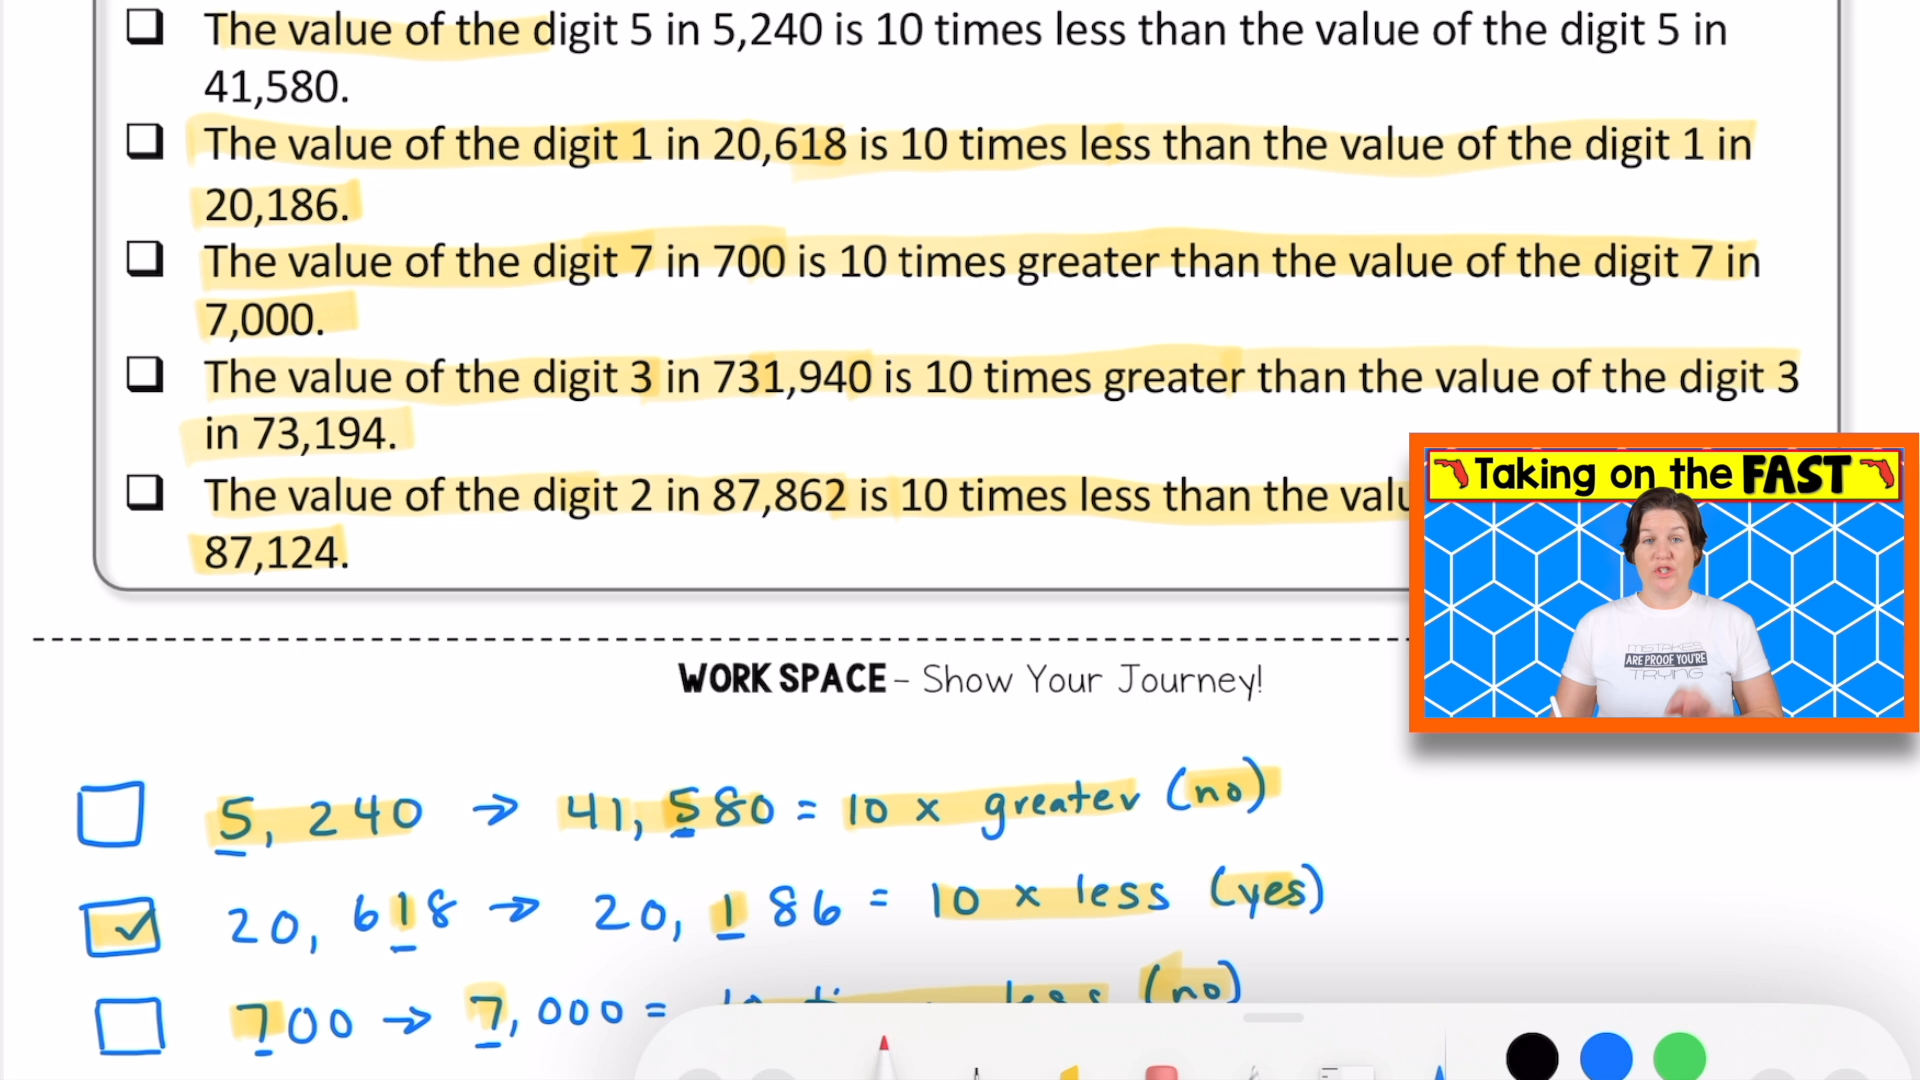 The value of the digit 5 in 5,240 is 10 times less than the value of the digit 5 in
41,580.
The value of the digit 1 in 20,618 is 10 times less than the value of the digit 1 in
20,186.
The value of the digit 7 in 700 is 10 times greater than the value of the digit 7 in
7,000.
The value of the digit 3 in 731,940 is 10 times greater than the value of the digit 3
in 73,194.
The value of the digit 2 in 87,862 is 10 times less than the valu
87,124.
Taking on the FAST
MISTAKES
ARE PROOF YOU'RE
TRYING
WORK SPACE - Show Your Journey!
5, 240 → 41, 580 = 10 x greater (no)
20, 618 → 20, 186 = 10 x less (yes)
700 → 7,000 = less (no)